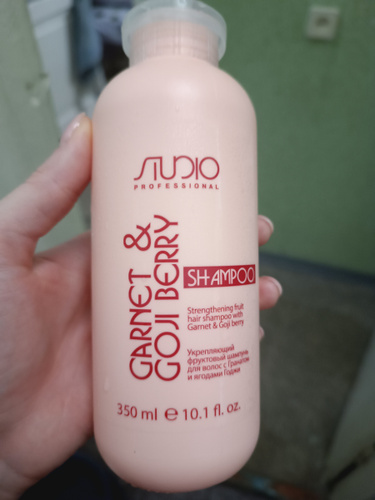 STUDIO
PROFESSIONAL
GARNET &
GOJI BERRY
SHAMPOO
Strengthening fruit
hair shampoo with
Garnet & Goji berry
Укрепляющий
фруктовый шампунь
для волос с Гранатом
и ягодами Годжи
350 ml e 10.1 fl. oz.